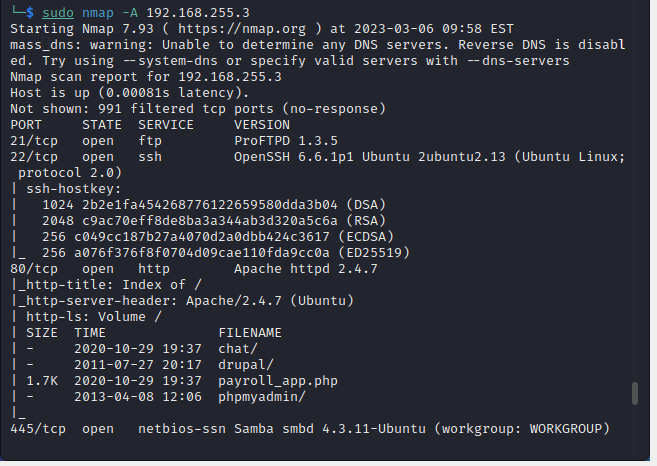 └─$ sudo nmap -A 192.168.255.3
Starting Nmap 7.93 ( https://nmap.org ) at 2023-03-06 09:58 EST
mass_dns: warning: Unable to determine any DNS servers. Reverse DNS is disabl
ed. Try using --system-dns or specify valid servers with --dns-servers
Nmap scan report for 192.168.255.3
Host is up (0.00081s latency).
Not shown: 991 filtered tcp ports (no-response)
PORT     STATE  SERVICE     VERSION
21/tcp   open   ftp         ProFTPD 1.3.5
22/tcp   open   ssh         OpenSSH 6.6.1p1 Ubuntu 2ubuntu2.13 (Ubuntu Linux;
 protocol 2.0)
| ssh-hostkey:
|   1024 2b2e1fa454268776122659580dda3b04 (DSA)
|   2048 c9ac70eff8de8ba3a344ab3d320a5c6a (RSA)
|   256 c049cc187b27a4070d2a0dbb424c3617 (ECDSA)
|_  256 a076f376f8f0704d09cae110fda9cc0a (ED25519)
80/tcp   open   http        Apache httpd 2.4.7
|_http-title: Index of /
|_http-server-header: Apache/2.4.7 (Ubuntu)
| http-ls: Volume /
| SIZE  TIME              FILENAME
| -     2020-10-29 19:37  chat/
| -     2011-07-27 20:17  drupal/
| 1.7K  2020-10-29 19:37  payroll_app.php
| -     2013-04-08 12:06  phpmyadmin/
|_
445/tcp  open   netbios-ssn Samba smbd 4.3.11-Ubuntu (workgroup: WORKGROUP)